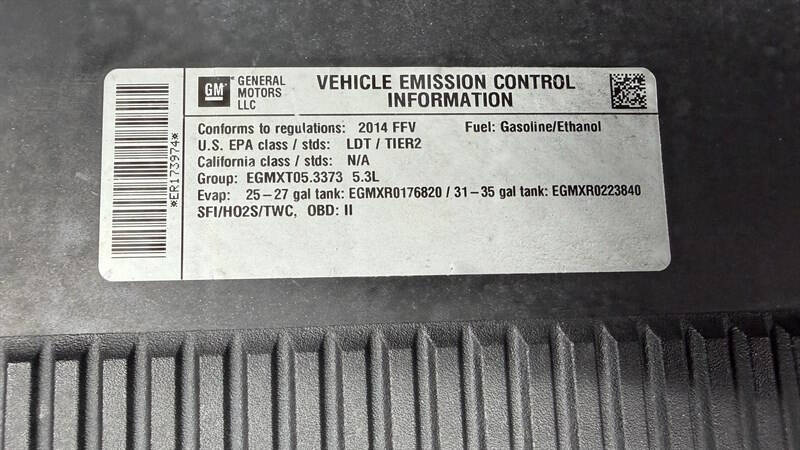 *ER173974*
GM GENERAL MOTORS LLC
VEHICLE EMISSION CONTROL
INFORMATION
Conforms to regulations: 2014 FFV Fuel: Gasoline/Ethanol
U.S. EPA class / stds: LDT / TIER2
California class / stds: N/A
Group: EGMXT05.3373 5.3L
Evap: 25-27 gal tank: EGMXR0176820 / 31-35 gal tank: EGMXR0223840
SFI/HO2S/TWC, OBD: II